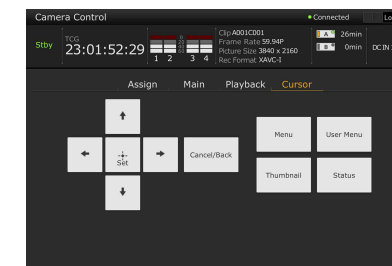 Camera Control
Connected
Lo
Stby
TCG
23:01:52:29
1 2 3 4
Clip A001C001
Frame Rate 59.94P
Picture Size 3840 x 2160
Rec Format XAVC-I
A 26min
B 0min
DC IN
Assign Main Playback Cursor
Set
Cancel/Back
Menu
User Menu
Thumbnail
Status